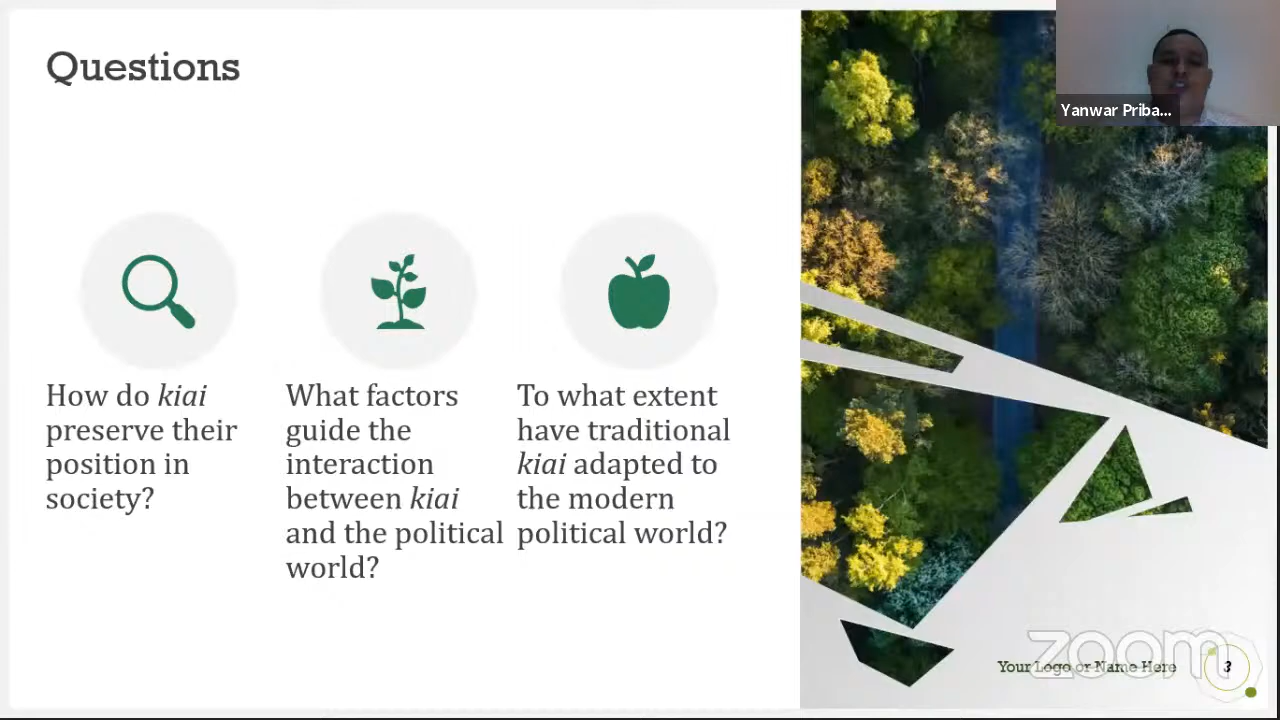 Questions
Yanwar Priba...
How do kiai
preserve their
position in
society?
What factors
guide the
interaction
between kiai
and the political
world?
To what extent
have traditional
kiai adapted to
the modern
political world?
Your Logo or Name Here
zoom
3